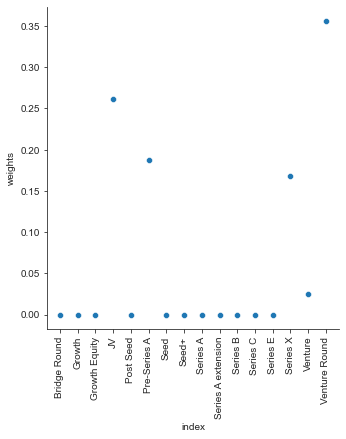 0.35
0.30
0.25
0.20
0.15
0.10
0.05
0.00
weights
Bridge Round
Growth
Growth Equity
JV
Post Seed
Pre-Series A
Seed
Seed+
Series A
Series A extension
Series B
Series C
Series E
Series X
Venture
Venture Round
index